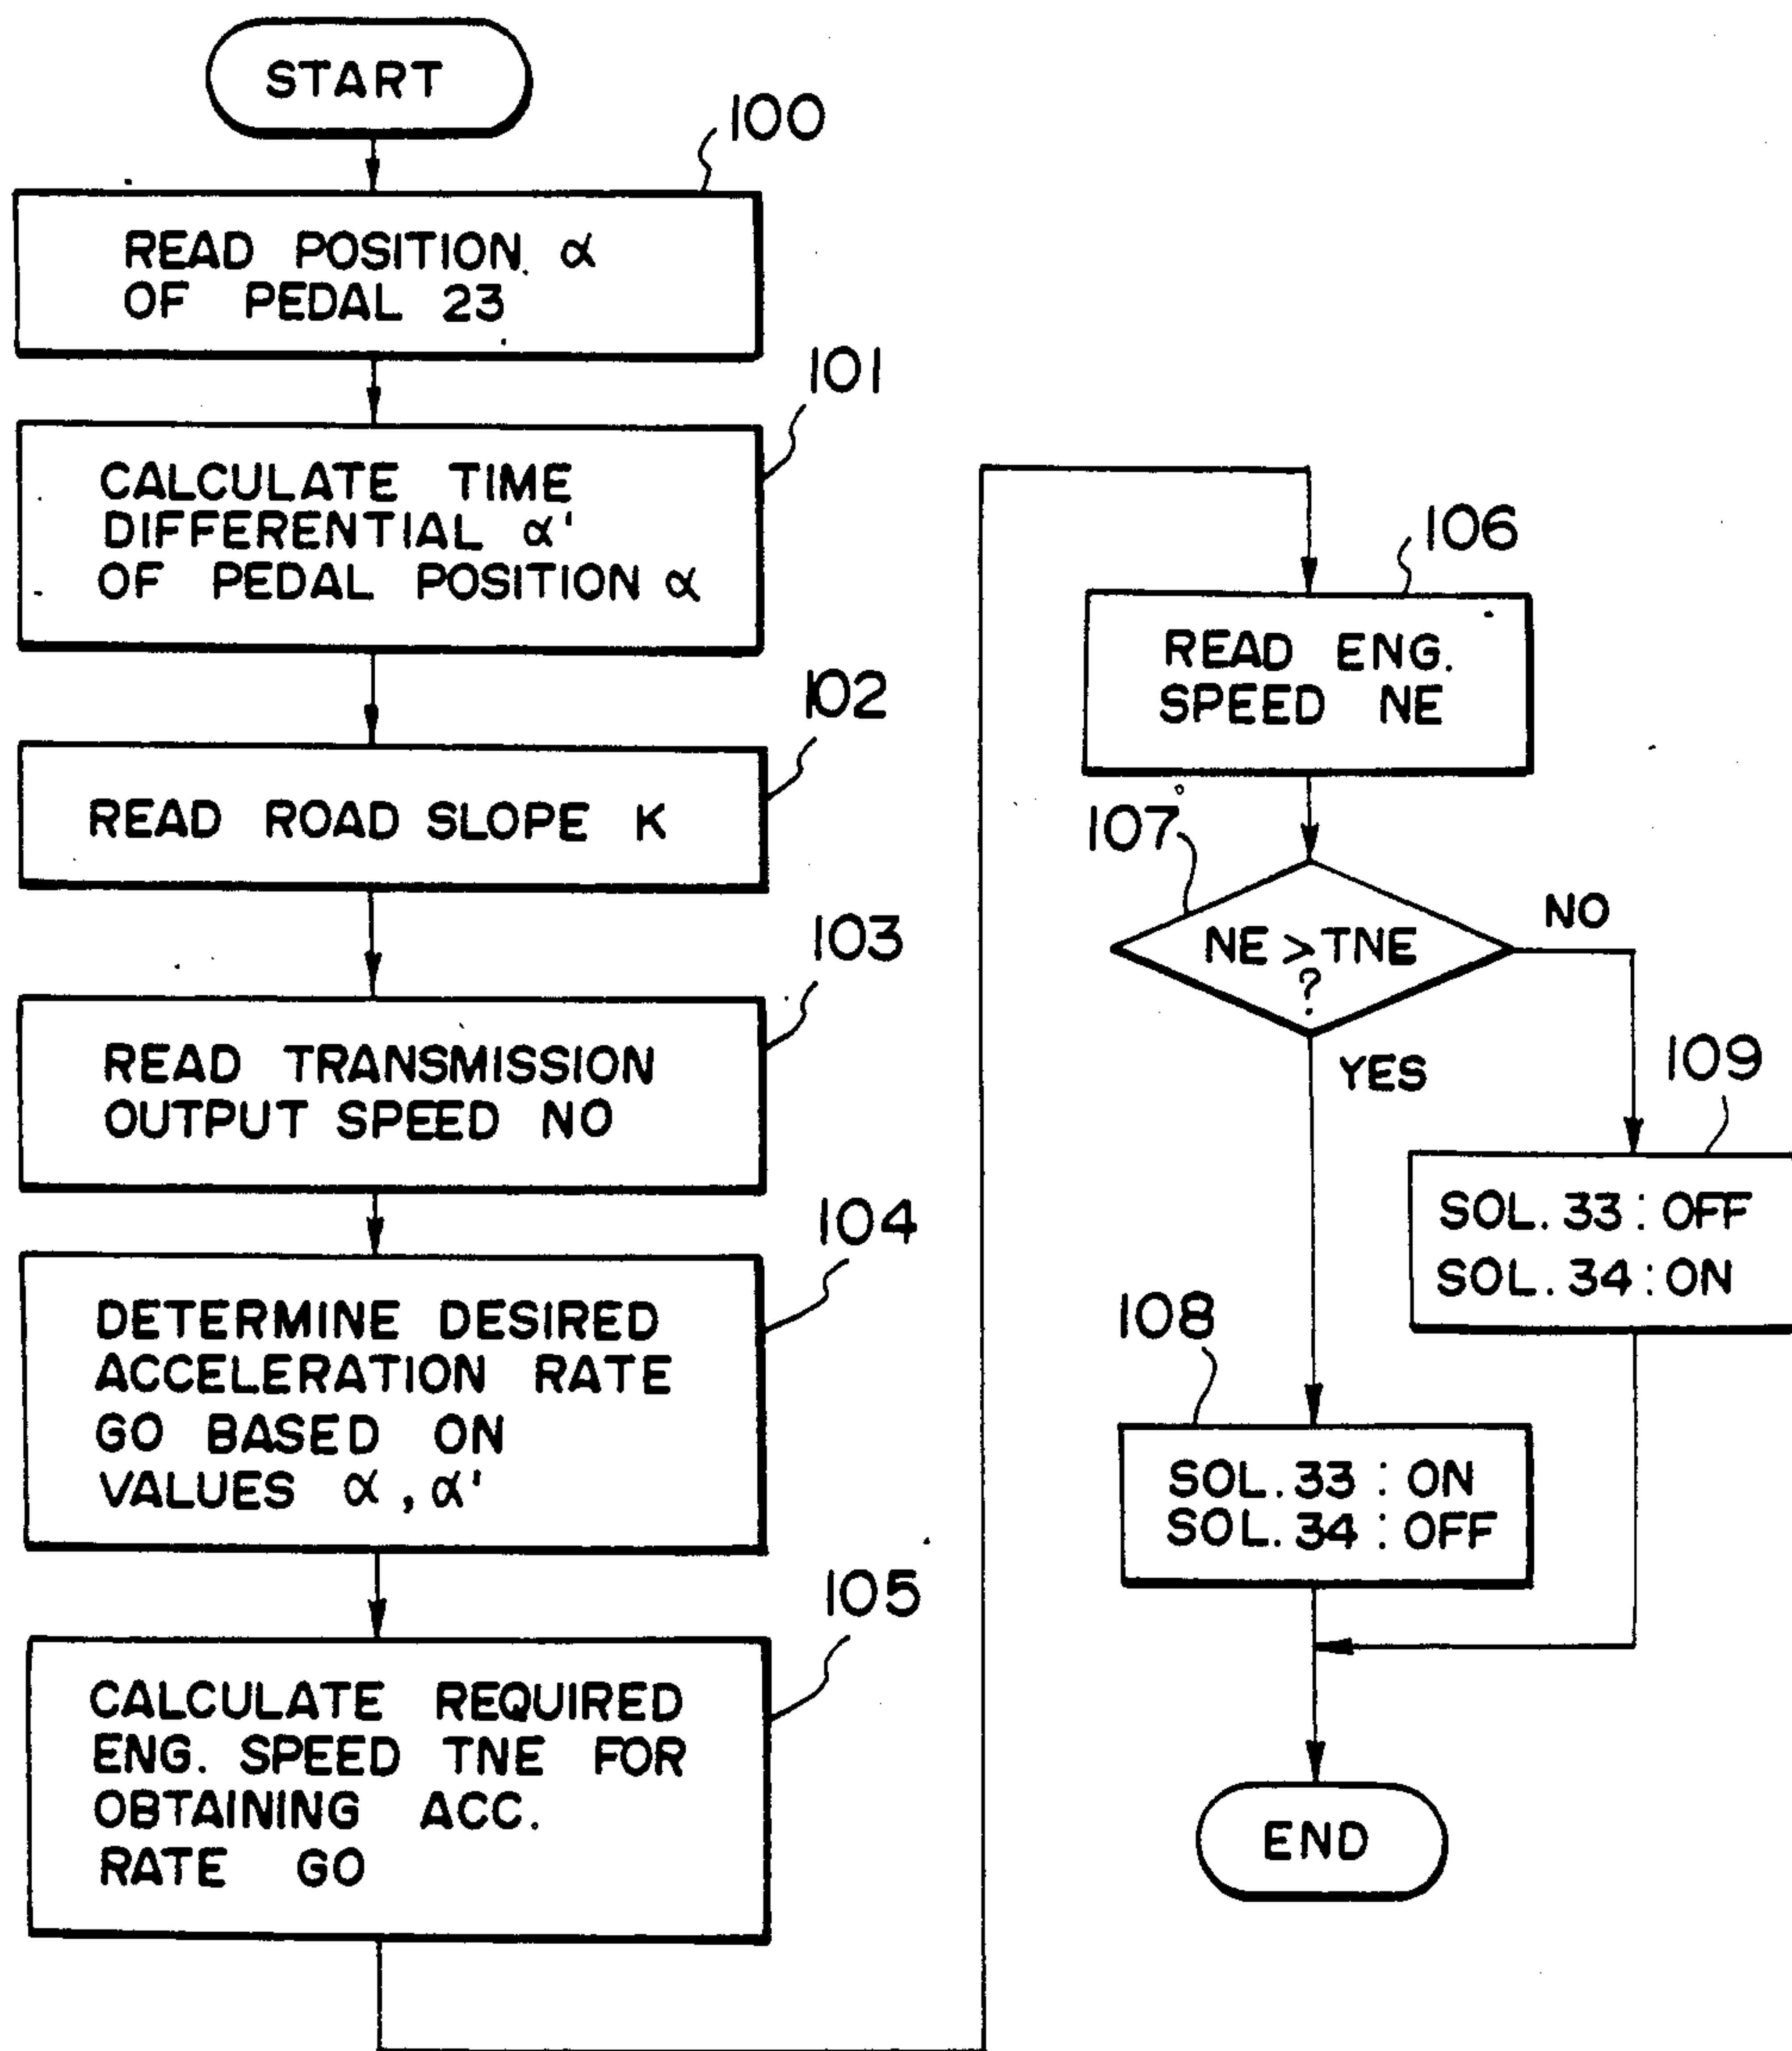 START
100
READ POSITION α
OF PEDAL 23
101
CALCULATE TIME
DIFFERENTIAL α'
OF PEDAL POSITION α
102
READ ROAD SLOPE K
103
READ TRANSMISSION
OUTPUT SPEED NO
104
DETERMINE DESIRED
ACCELERATION RATE
GO BASED ON
VALUES α, α'
105
CALCULATE REQUIRED
ENG. SPEED TNE FOR
OBTAINING ACC.
RATE GO
106
READ ENG.
SPEED NE
107
NE > TNE
?
NO
YES
109
SOL. 33 : OFF
SOL. 34 : ON
108
SOL. 33 : ON
SOL. 34 : OFF
END